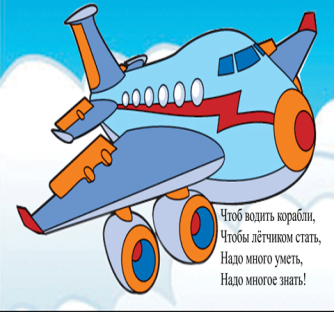 Чтоб водить корабли,
Чтобы лётчиком стать,
Надо много уметь,
Надо многое знать!